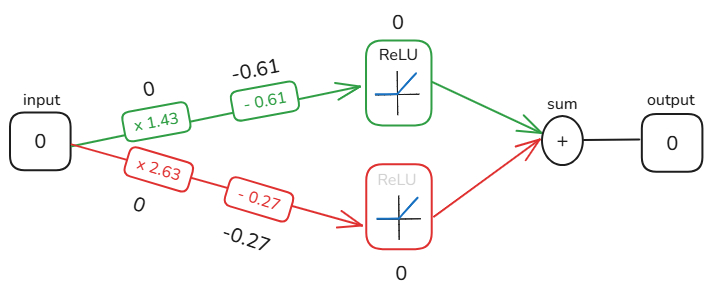 0
-0.61
ReLU
0
input
0
x 1.43
- 0.61
sum
+
output
0
x 2.63
- 0.27
ReLU
0
-0.27
0